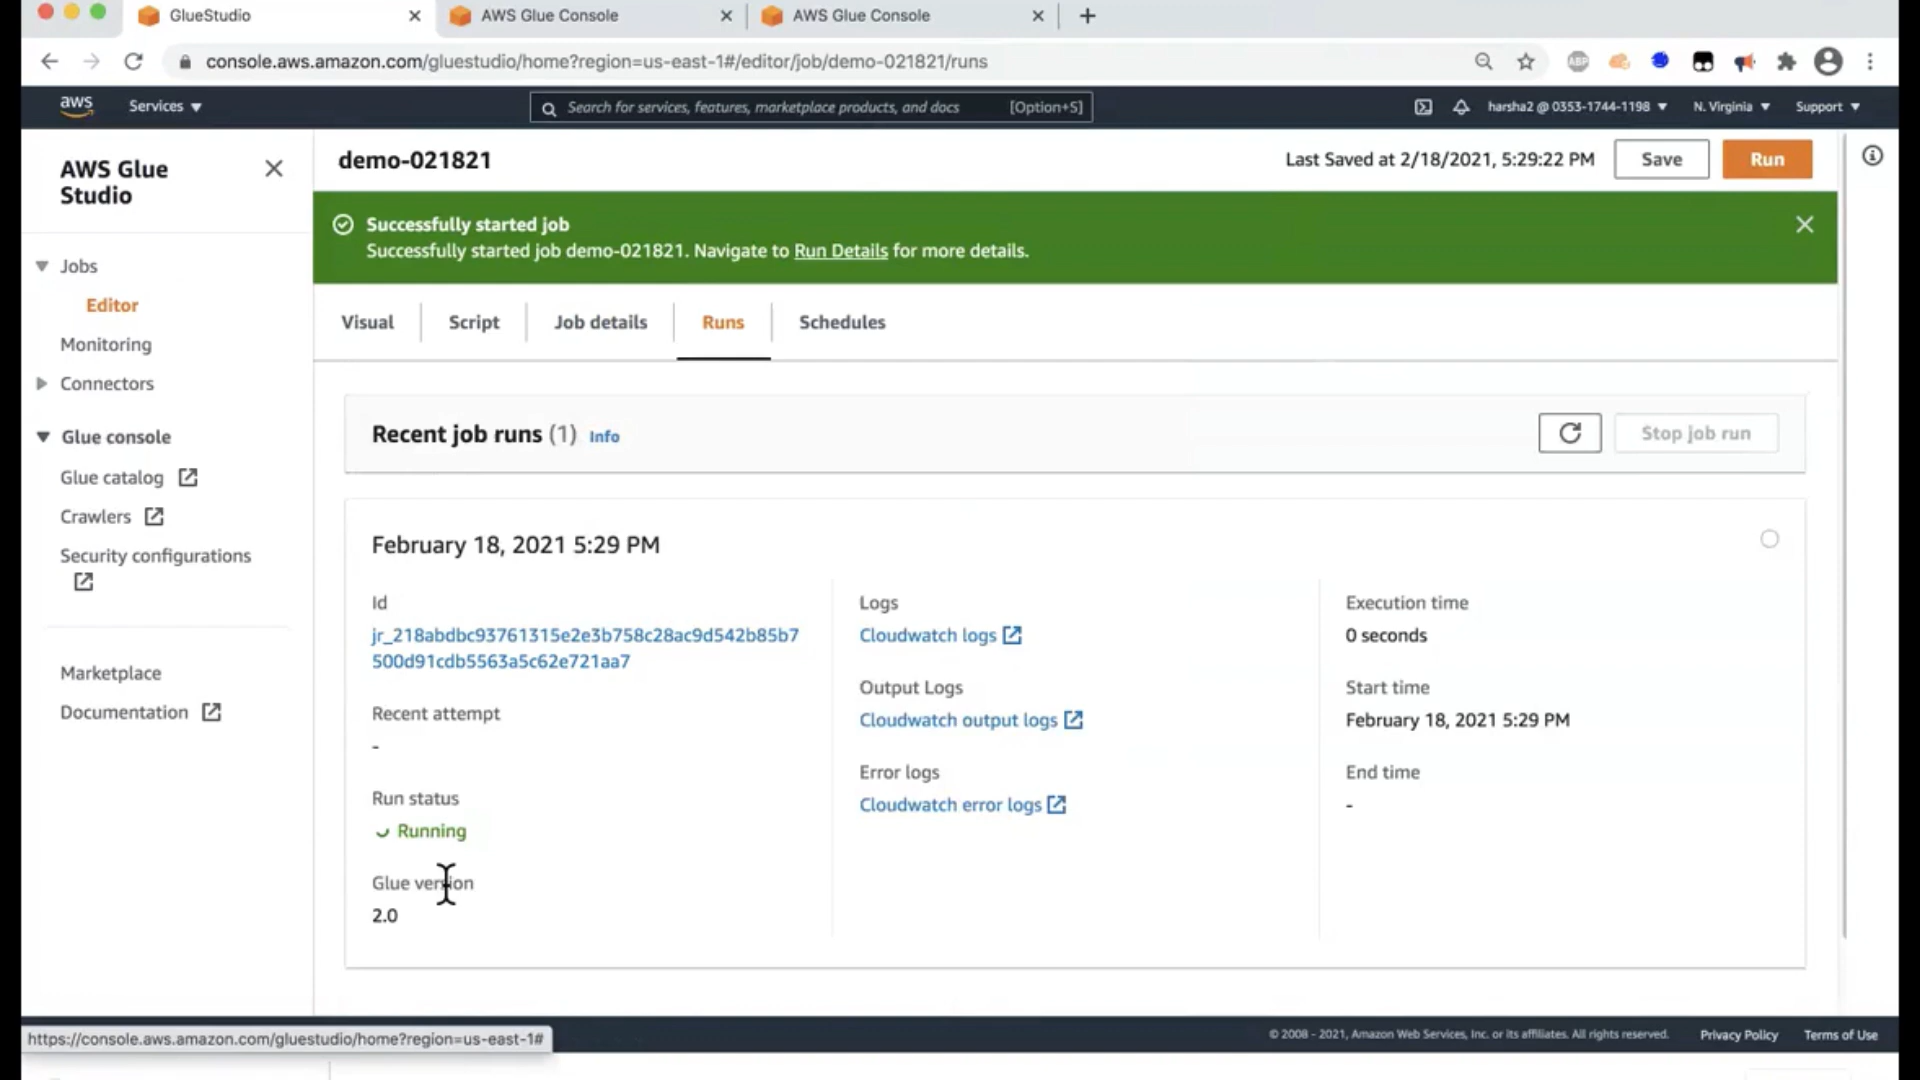 GlueStudio
AWS Glue Console
AWS Glue Console
console.aws.amazon.com/gluestudio/home?region=us-east-1#/editor/job/demo-021821/runs
ABP
aws
Services
Search for services, features, marketplace products, and docs
[Option+S]
harsha2 @ 0353-1744-1198
N. Virginia
Support
AWS Glue
Studio
Jobs
Editor
Monitoring
Connectors
Glue console
Glue catalog
Crawlers
Security configurations
Marketplace
Documentation
demo-021821
Last Saved at 2/18/2021, 5:29:22 PM
Save
Run
Successfully started job
Successfully started job demo-021821. Navigate to Run Details for more details.
Visual
Script
Job details
Runs
Schedules
Recent job runs (1) Info
Stop job run
February 18, 2021 5:29 PM
Id
jr_218abdbc93761315e2e3b758c28ac9d542b85b7
500d91cdb5563a5c62e721aa7
Recent attempt
-
Run status
Running
Glue version
2.0
Logs
Cloudwatch logs
Output Logs
Cloudwatch output logs
Error logs
Cloudwatch error logs
Execution time
0 seconds
Start time
February 18, 2021 5:29 PM
End time
-
https://console.aws.amazon.com/gluestudio/home?region=us-east-1#
© 2008 - 2021, Amazon Web Services, Inc. or its affiliates. All rights reserved.
Privacy Policy
Terms of Use